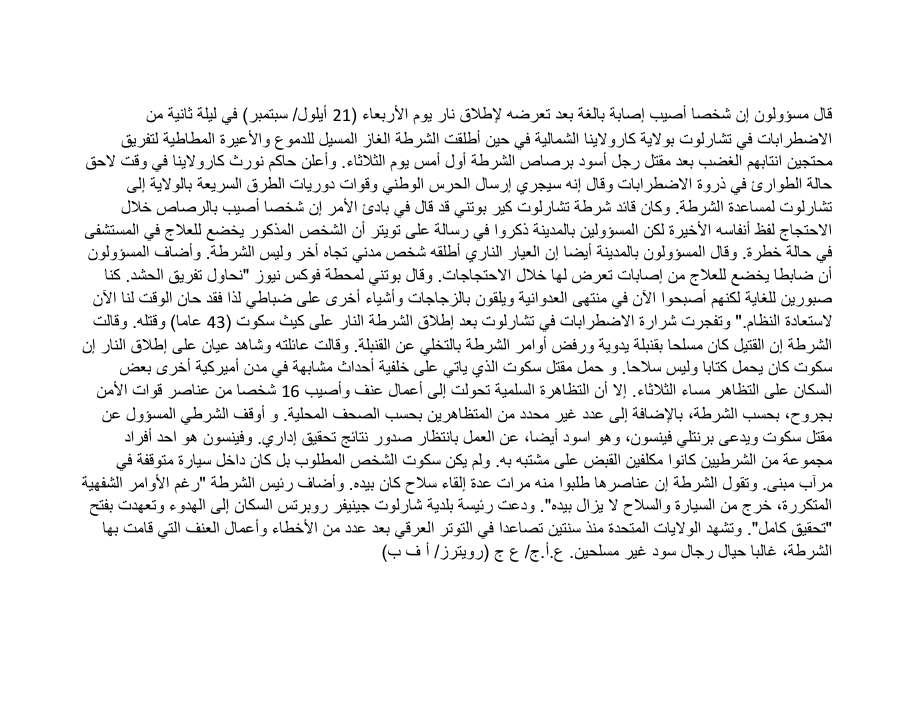 قال مسؤولون إن شخصا أصيب إصابة بالغة بعد تعرضه لإطلاق نار يوم الأربعاء (21 أيلول/ سبتمبر) في ليلة ثانية من
الاضطرابات في تشارلوت بولاية كارولاينا الشمالية في حين أطلقت الشرطة الغاز المسيل للدموع والأعيرة المطاطية لتفريق
محتجين انتابهم الغضب بعد مقتل رجل أسود برصاص الشرطة أول أمس يوم الثلاثاء. وأعلن حاكم نورث كارولاينا في وقت لاحق
حالة الطوارئ في ذروة الاضطرابات وقال إنه سيجري إرسال الحرس الوطني وقوات دوريات الطرق السريعة بالولاية إلى
تشارلوت لمساعدة الشرطة. وكان قائد شرطة تشارلوت كير بوتني قد قال في بادئ الأمر إن شخصا أصيب بالرصاص خلال
الاحتجاج لفظ أنفاسه الأخيرة لكن المسؤولين بالمدينة ذكروا في رسالة على تويتر أن الشخص المذكور يخضع للعلاج في المستشفى
في حالة خطرة. وقال المسؤولون بالمدينة أيضا إن العيار الناري أطلقه شخص مدني تجاه أخر وليس الشرطة. وأضاف المسؤولون
أن ضابطا يخضع للعلاج من إصابات تعرض لها خلال الاحتجاجات. وقال بوتني لمحطة فوكس نيوز "نحاول تفريق الحشد. كنا
صبورين للغاية لكنهم أصبحوا الآن في منتهى العدوانية ويلقون بالزجاجات وأشياء أخرى على ضباطي لذا فقد حان الوقت لنا الآن
لاستعادة النظام." وتفجرت شرارة الاضطرابات في تشارلوت بعد إطلاق الشرطة النار على كيث سكوت (43 عاما) وقتله. وقالت
الشرطة إن القتيل كان مسلحا بقنبلة يدوية ورفض أوامر الشرطة بالتخلي عن القنبلة. وقالت عائلته وشاهد عيان على إطلاق النار إن
سكوت كان يحمل كتابا وليس سلاحا. و حمل مقتل سكوت الذي ياتي على خلفية أحداث مشابهة في مدن أميركية أخرى بعض
السكان على التظاهر مساء الثلاثاء. إلا أن التظاهرة السلمية تحولت إلى أعمال عنف وأصيب 16 شخصا من عناصر قوات الأمن
بجروح، بحسب الشرطة، بالإضافة إلى عدد غير محدد من المتظاهرين بحسب الصحف المحلية. و أوقف الشرطي المسؤول عن
مقتل سكوت ويدعى برنتلي فينسون، وهو اسود أيضا، عن العمل بانتظار صدور نتائج تحقيق إداري. وفينسون هو احد أفراد
مجموعة من الشرطيين كانوا مكلفين القبض على مشتبه به. ولم يكن سكوت الشخص المطلوب بل كان داخل سيارة متوقفة في
مرآب مبنى. وتقول الشرطة إن عناصرها طلبوا منه مرات عدة إلقاء سلاح كان بيده. وأضاف رئيس الشرطة "رغم الأوامر الشفهية
المتكررة، خرج من السيارة والسلاح لا يزال بيده". ودعت رئيسة بلدية شارلوت جينيفر روبرتس السكان إلى الهدوء وتعهدت بفتح
"تحقيق كامل". وتشهد الولايات المتحدة منذ سنتين تصاعدا في التوتر العرقي بعد عدد من الأخطاء وأعمال العنف التي قامت بها
الشرطة، غالبا حيال رجال سود غير مسلحين. ع.أ.ج/ ع ج (رويترز/ أ ف ب)